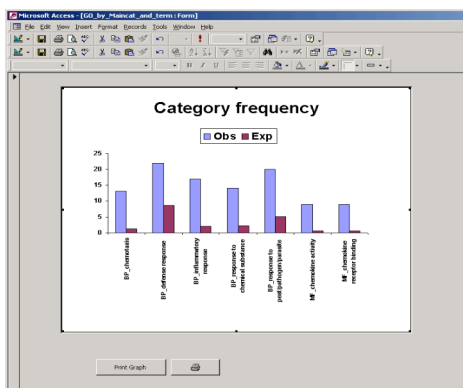 Microsoft Access - [GO_by_Maincat_and_term : Form]
File Edit View Insert Format Records Tools Window Help
Category frequency
Obs Exp
25
20
15
10
5
0
BP_chemotaxis
BP_defense response
BP_inflammatory
response
BP_response to
chemical substance
BP_response to
pest/pathogen/parasite
MF_chemokine activity
MF_chemokine
receptor binding
Print Graph